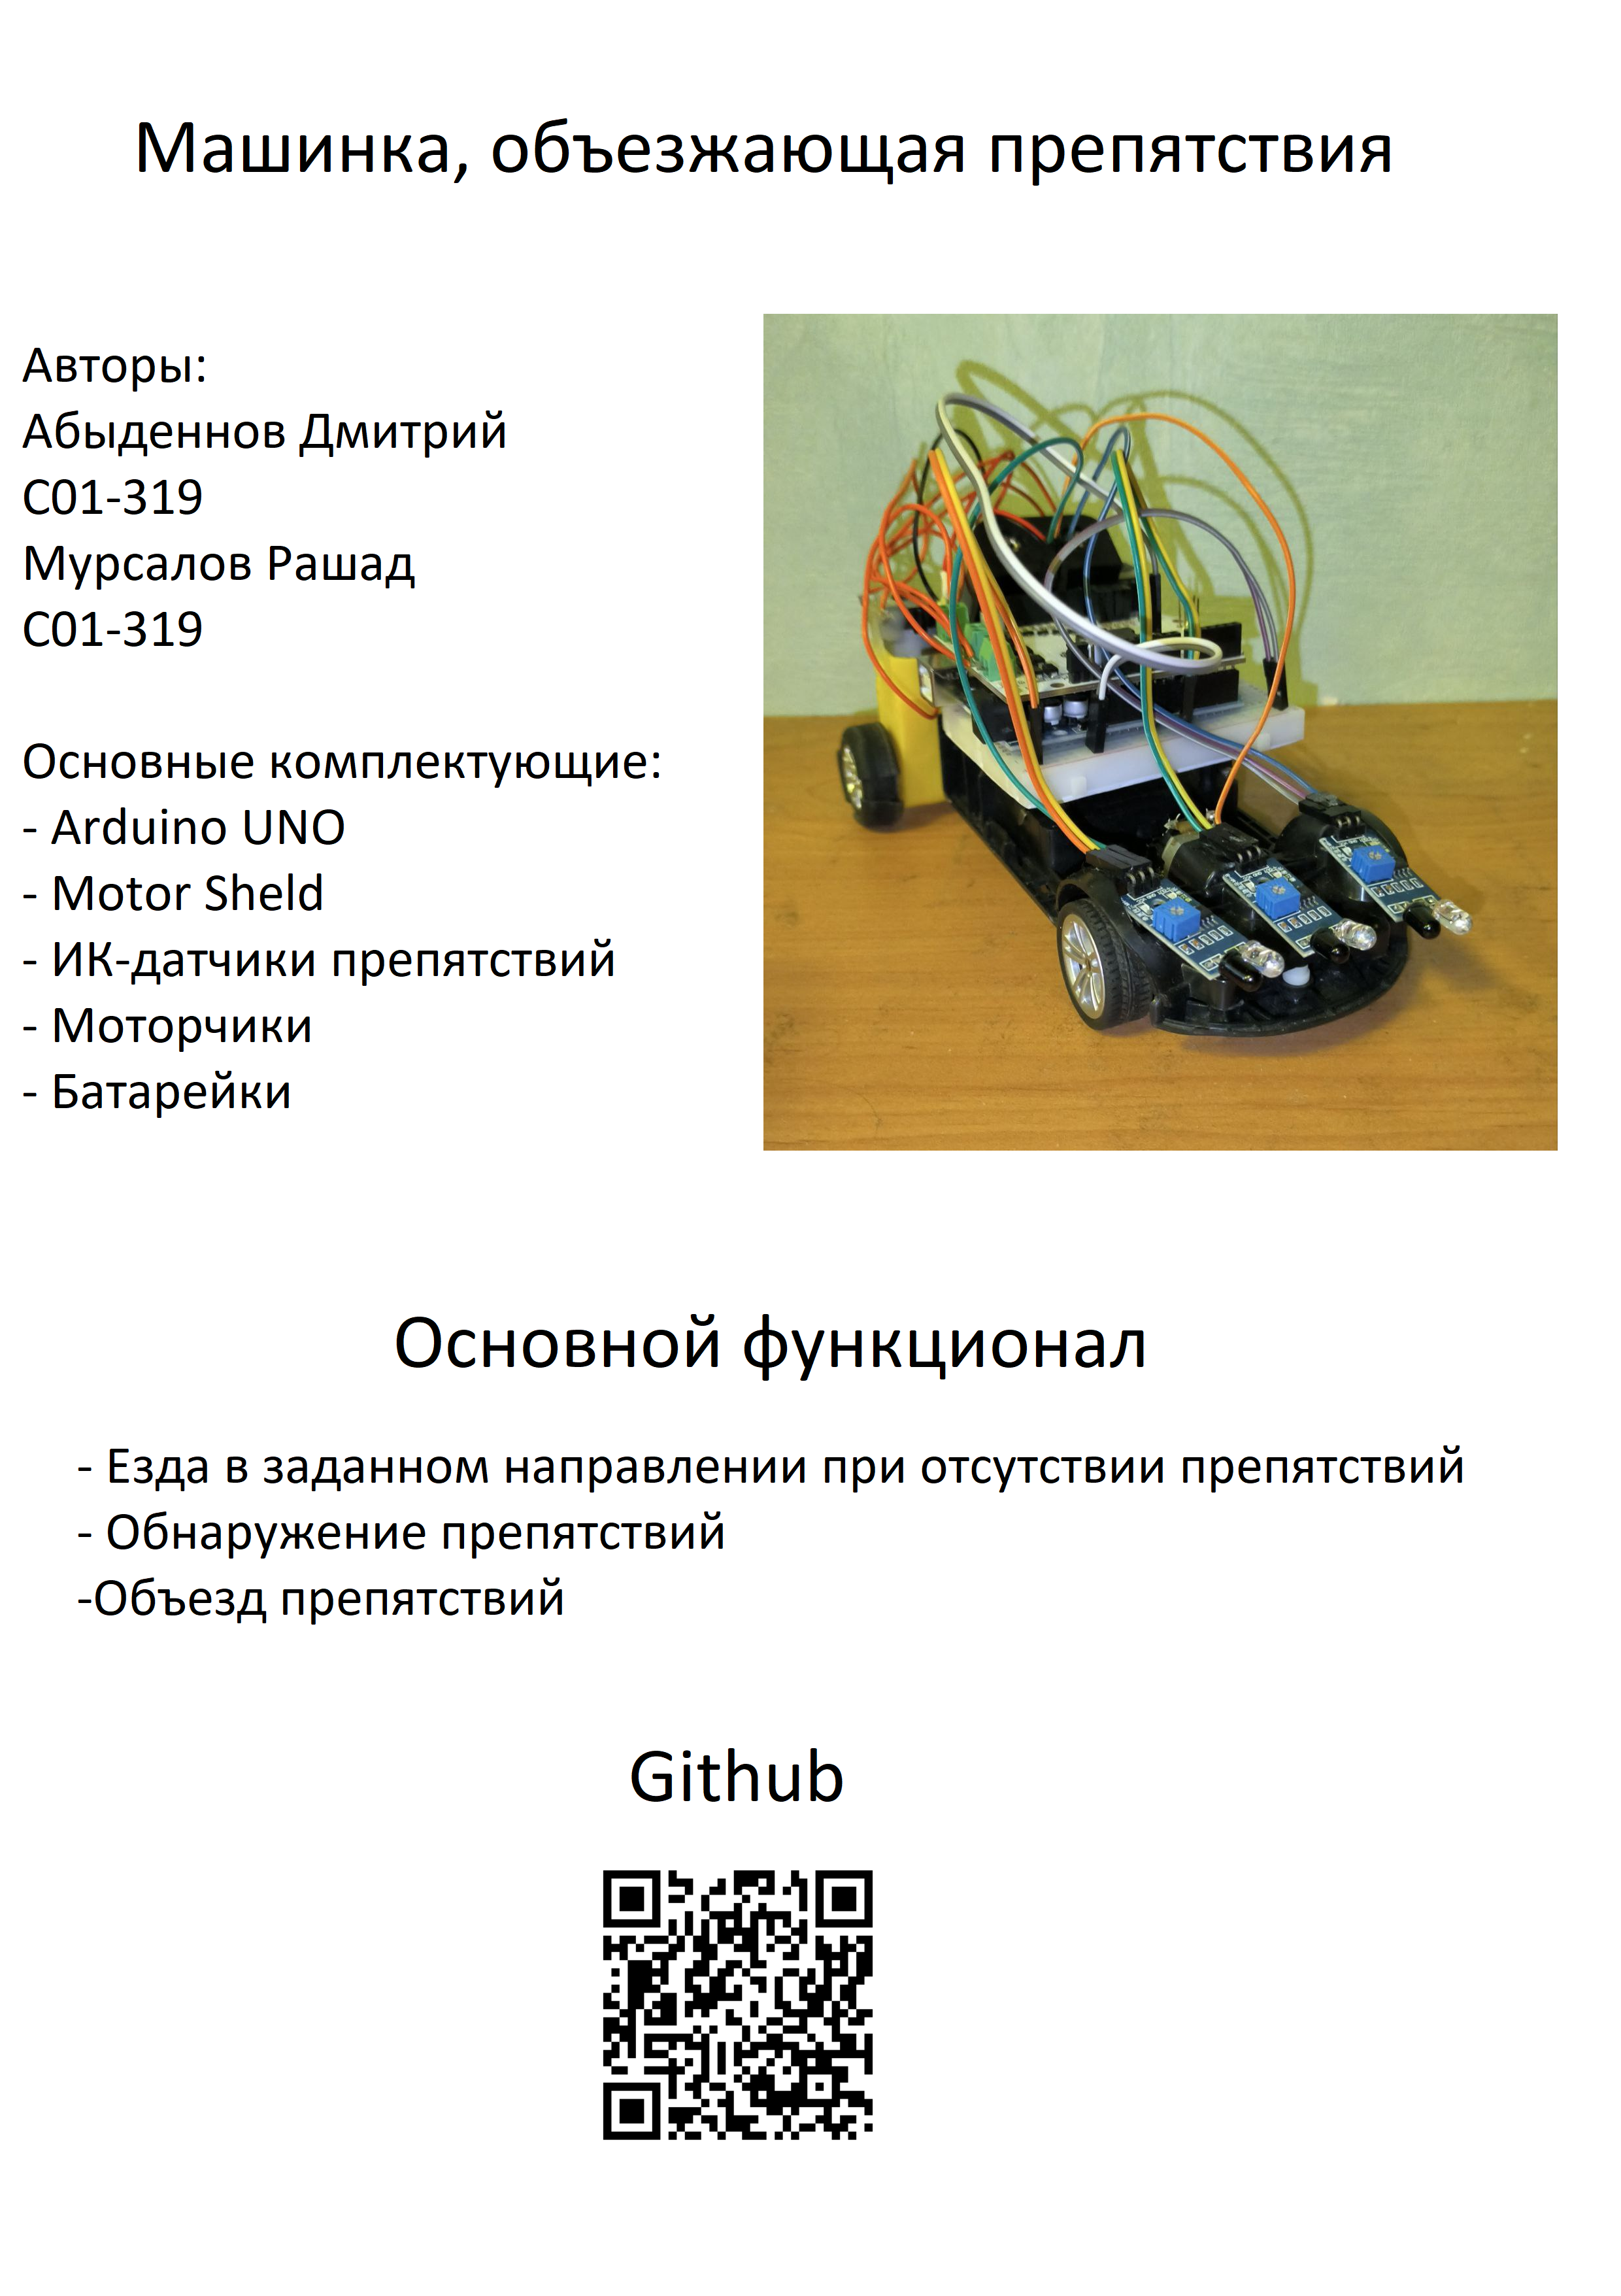 Машинка, объезжающая препятствия
Авторы:
Абыденнов Дмитрий
С01-319
Мурсалов Рашад
С01-319
Основные комплектующие:
- Arduino UNO
- Motor Sheld
- ИК-датчики препятствий
- Моторчики
- Батарейки
Основной функционал
- Езда в заданном направлении при отсутствии препятствий
- Обнаружение препятствий
-Объезд препятствий
Github